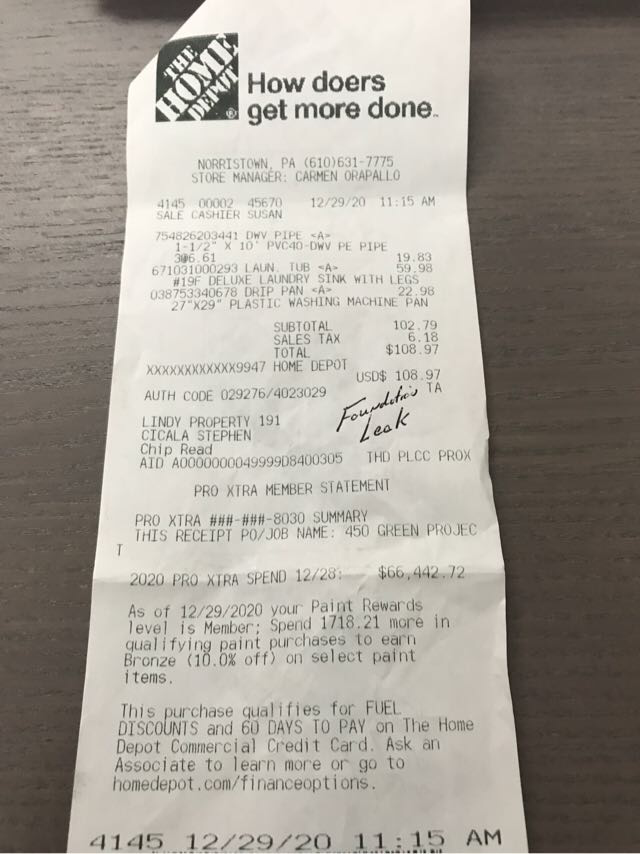 THE
HOME
DEPOT
®
How doers
get more done™
NORRISTOWN, PA (610)631-7775
STORE MANAGER: CARMEN ORAPALLO
4145 00002 45670 12/29/20 11:15 AM
SALE CASHIER SUSAN
754826203441 DWV PIPE <A>
1-1/2" X 10' PVC40-DWV PE PIPE
3@6.61 19.83
671031000293 LAUN. TUB <A> 59.98
#19F DELUXE LAUNDRY SINK WITH LEGS
038753340678 DRIP PAN <A> 22.98
27"X29" PLASTIC WASHING MACHINE PAN
SUBTOTAL 102.79
SALES TAX 6.18
TOTAL $108.97
XXXXXXXXXXXX9947 HOME DEPOT
USD$ 108.97
AUTH CODE 029276/4023029 TA
Foundations
Leak
LINDY PROPERTY 191
CICALA STEPHEN
Chip Read
AID A0000000049999D8400305 THD PLCC PROX
PRO XTRA MEMBER STATEMENT
PRO XTRA ###-###-8030 SUMMARY
THIS RECEIPT PO/JOB NAME: 450 GREEN PROJEC
T
2020 PRO XTRA SPEND 12/28: $66,442.72
As of 12/29/2020 your Paint Rewards
level is Member; Spend 1718.21 more in
qualifying paint purchases to earn
Bronze (10.0% off) on select paint
items.
This purchase qualifies for FUEL
DISCOUNTS and 60 DAYS TO PAY on The Home
Depot Commercial Credit Card. Ask an
Associate to learn more or go to
homedepot.com/financeoptions.
4145 12/29/20 11:15 AM